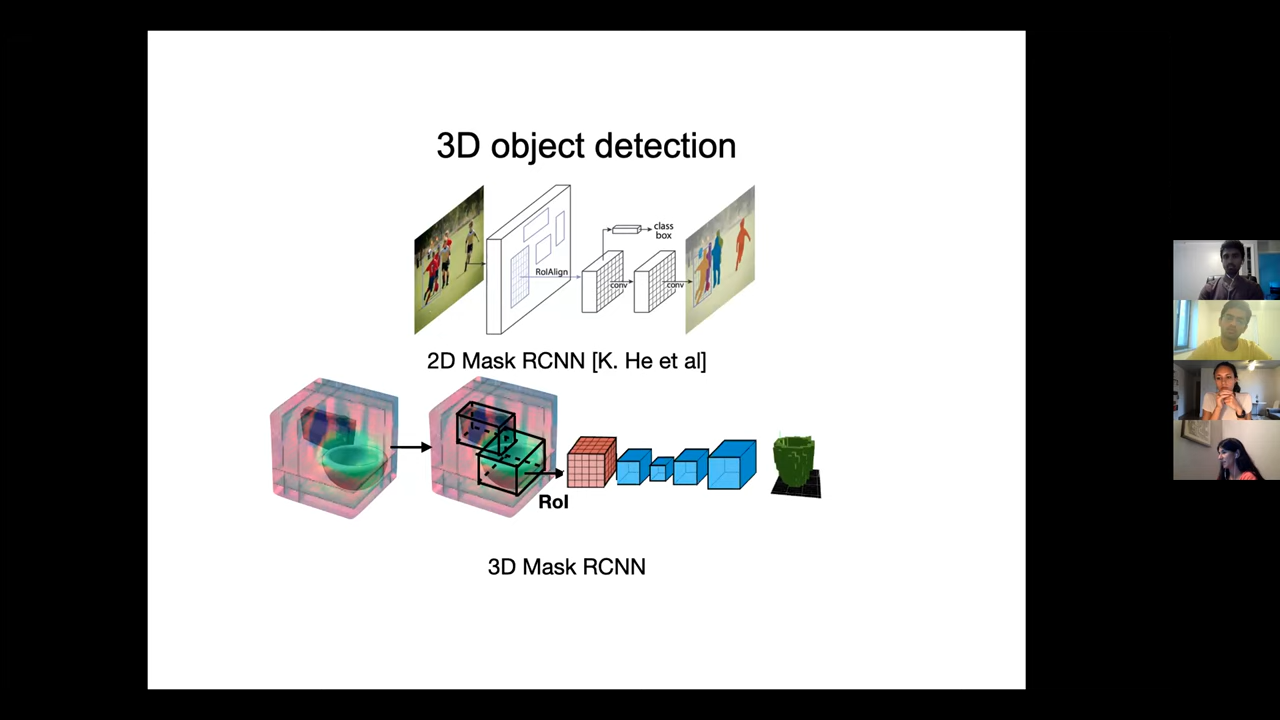 3D object detection
class
box
RoIAlign
conv
conv
2D Mask RCNN [K. He et al]
RoI
3D Mask RCNN